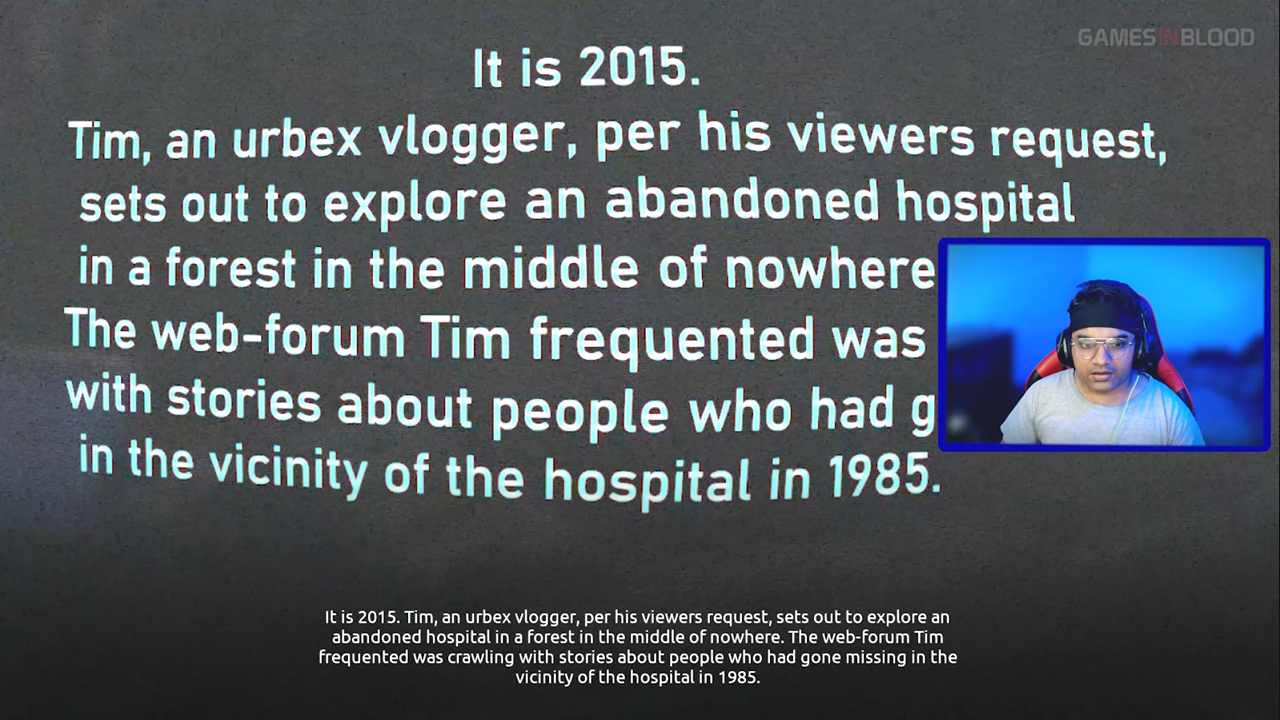 GAMESINBLOOD
It is 2015.
Tim, an urbex vlogger, per his viewers request,
sets out to explore an abandoned hospital
in a forest in the middle of nowhere
The web-forum Tim frequented was
with stories about people who had g
in the vicinity of the hospital in 1985.
It is 2015. Tim, an urbex vlogger, per his viewers request, sets out to explore an
abandoned hospital in a forest in the middle of nowhere. The web-forum Tim
frequented was crawling with stories about people who had gone missing in the
vicinity of the hospital in 1985.